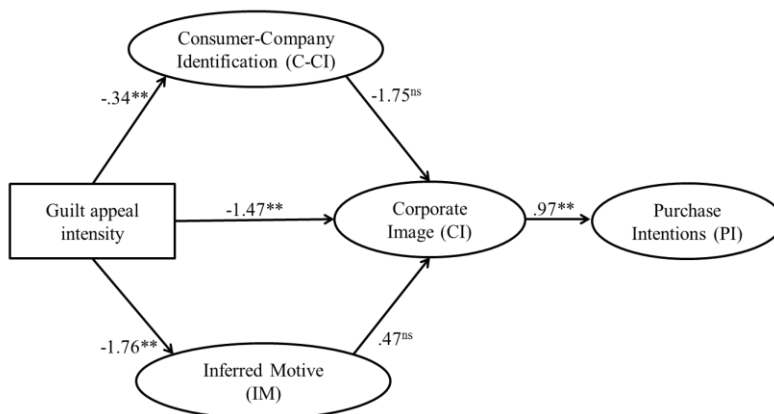 Consumer-Company
Identification (C-CI)
-.34**
-1.75ns
Guilt appeal
intensity
-1.47**
Corporate
Image (CI)
.97**
Purchase
Intentions (PI)
-1.76**
.47ns
Inferred Motive
(IM)